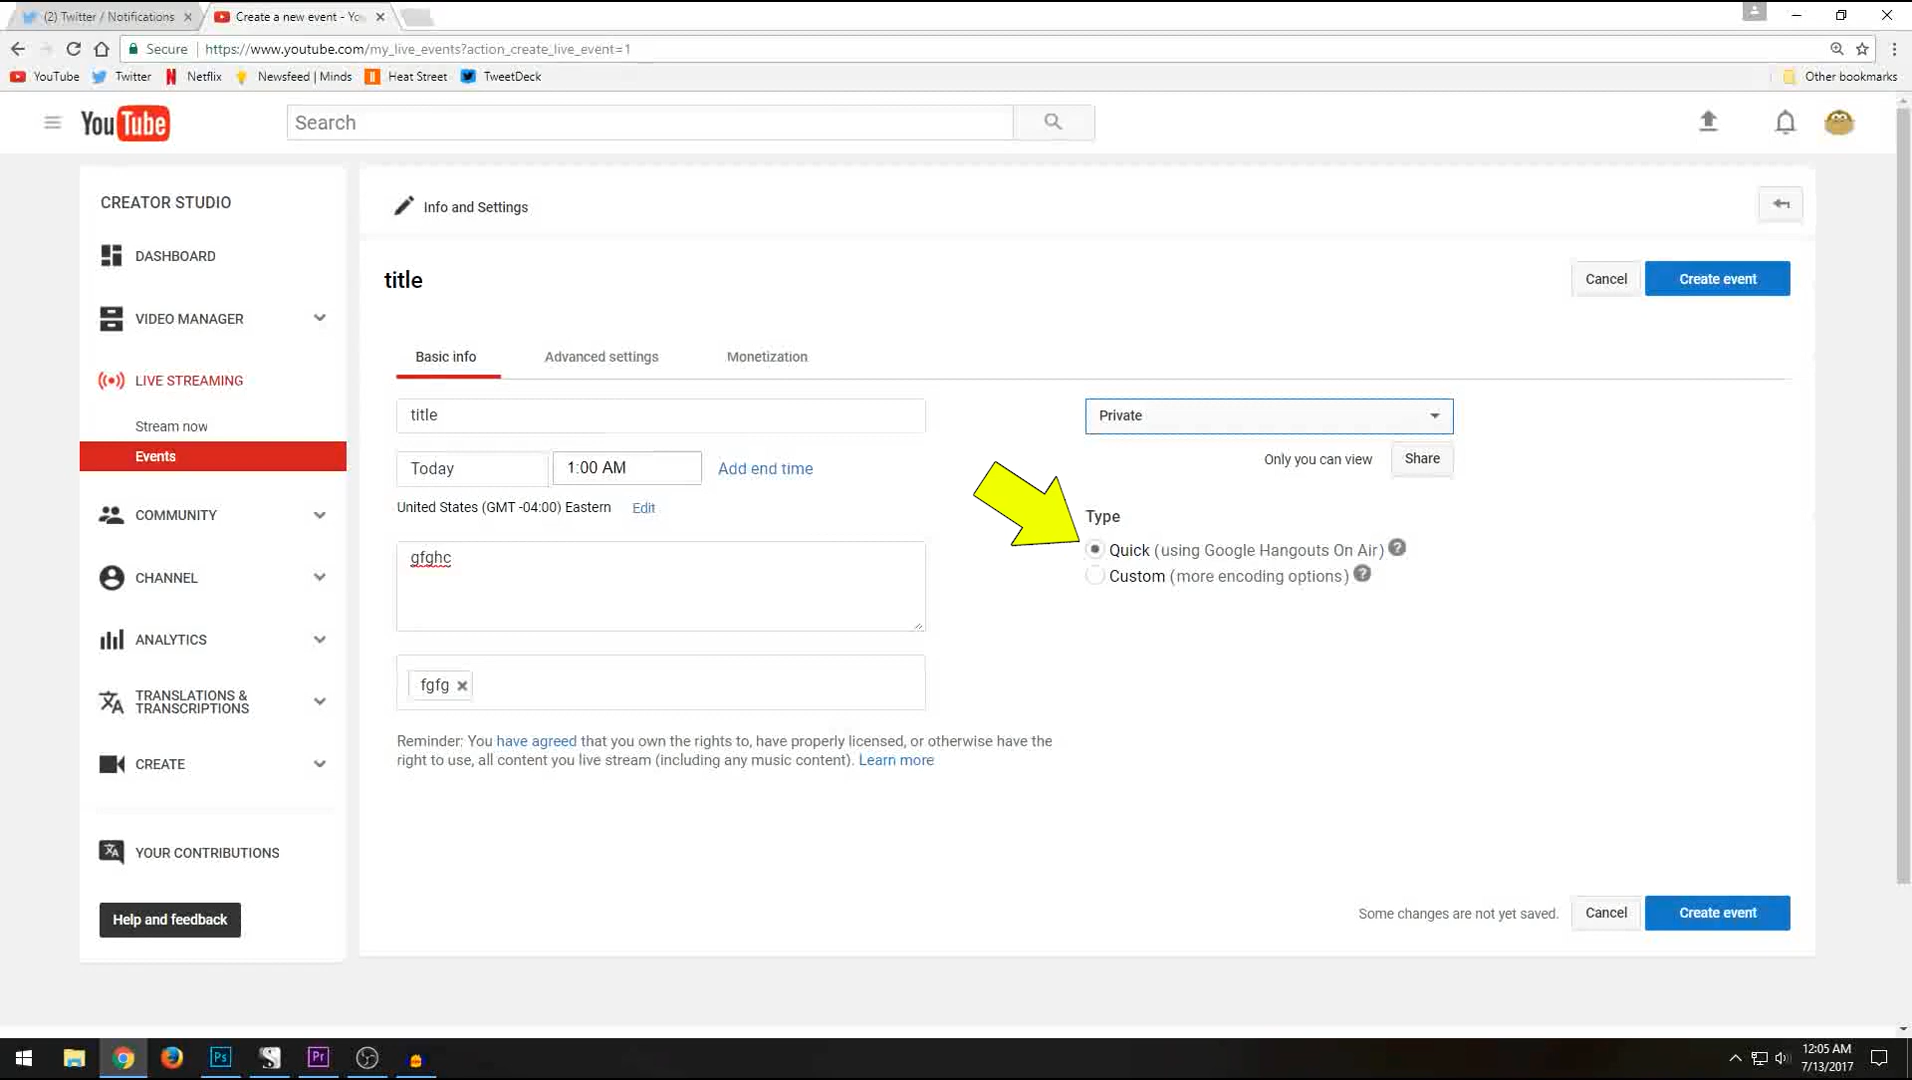 (2) Twitter / Notifications
Create a new event - Yo
Secure
https://www.youtube.com/my_live_events?action_create_live_event=1
YouTube
Twitter
Netflix
Newsfeed | Minds
Heat Street
TweetDeck
Other bookmarks
YouTube
Search
CREATOR STUDIO
DASHBOARD
VIDEO MANAGER
LIVE STREAMING
Stream now
Events
COMMUNITY
CHANNEL
ANALYTICS
TRANSLATIONS &
TRANSCRIPTIONS
CREATE
YOUR CONTRIBUTIONS
Help and feedback
Info and Settings
title
Cancel
Create event
Basic info
Advanced settings
Monetization
title
Today
1:00 AM
Add end time
United States (GMT -04:00) Eastern
Edit
gfghc
fgfg
Reminder: You have agreed that you own the rights to, have properly licensed, or otherwise have the
right to use, all content you live stream (including any music content). Learn more
Private
Only you can view
Share
Type
Quick (using Google Hangouts On Air) ?
Custom (more encoding options) ?
Some changes are not yet saved.
Cancel
Create event
Ps
Pr
12:05 AM
7/13/2017